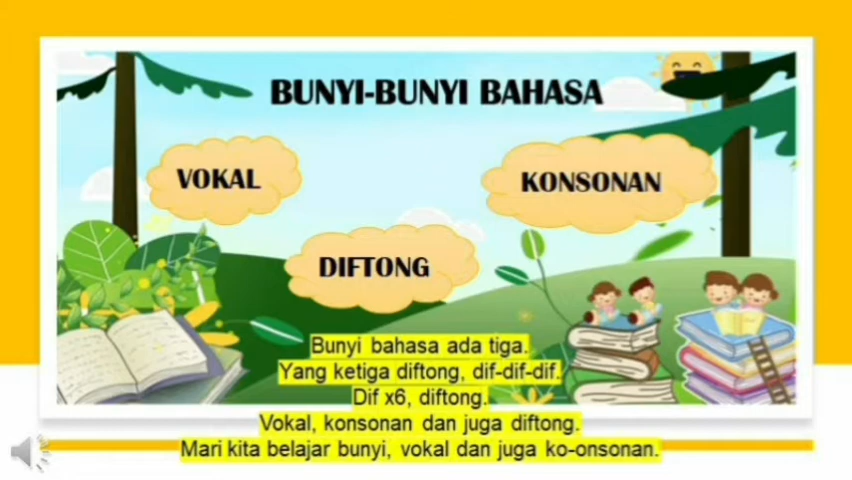 BUNYI-BUNYI BAHASA
VOKAL
KONSONAN
DIFTONG
Bunyi bahasa ada tiga.
Yang ketiga diftong, dif-dif-dif.
Dif x6, diftong.
Vokal, konsonan dan juga diftong.
Mari kita belajar bunyi, vokal dan juga ko-onsonan.